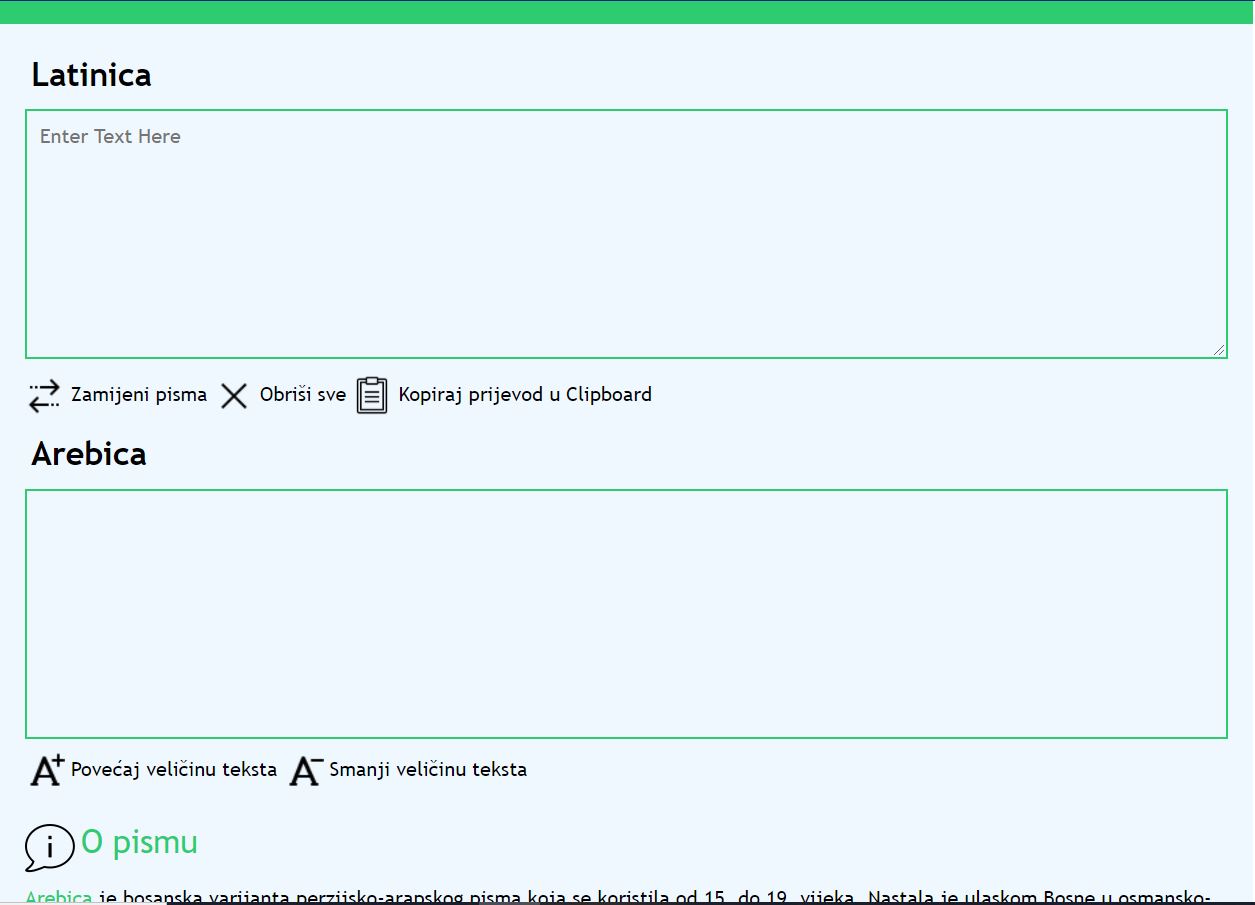 Latinica
Enter Text Here
Zamijeni pisma Obriši sve Kopiraj prijevod u Clipboard
Arebica
A+ Povećaj veličinu teksta A- Smanji veličinu teksta
i O pismu
Arebica je bosanska varijanta perzijsko-arapskog pisma koja se koristila od 15. do 19. vijeka. Nastala je ulaskom Bosne u osmansko-